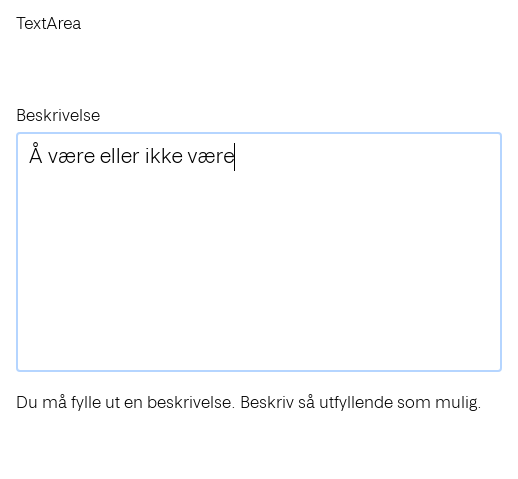 TextArea
Beskrivelse
Å være eller ikke være
Du må fylle ut en beskrivelse. Beskriv så utfyllende som mulig.